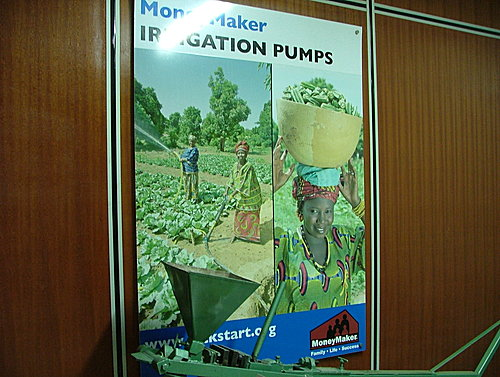 MoneyMaker
IRRIGATION PUMPS
kstart.org
MoneyMaker
Family • Life • Success